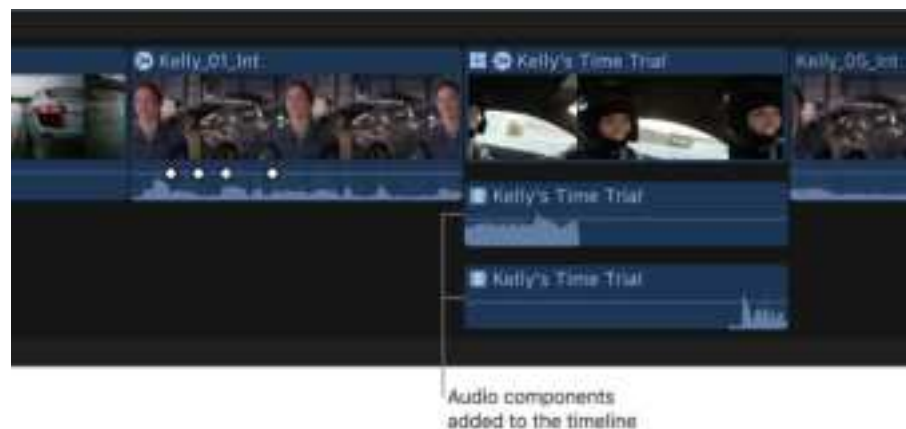 Kelly_01_Int
Kelly's Time Trial
Kelly_05_Int
Kelly's Time Trial
Kelly's Time Trial
Audio components
added to the timeline